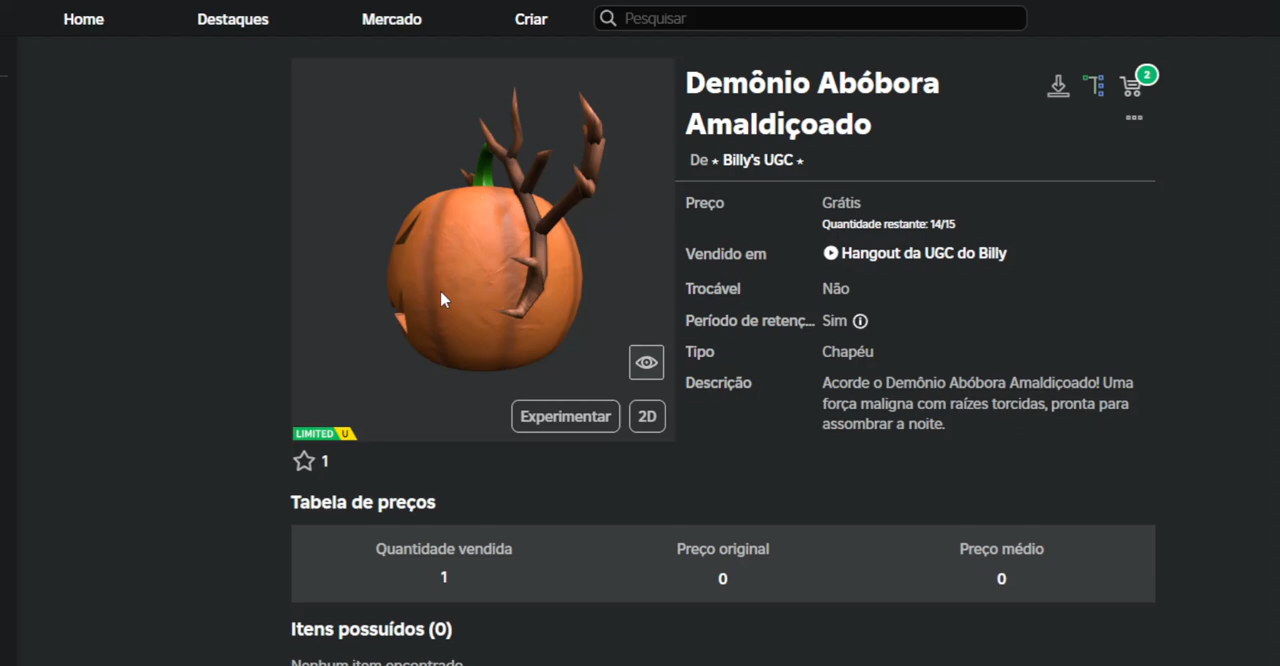 Home Destaques Mercado Criar Pesquisar
Demônio Abóbora
Amaldiçoado
2
De ⋆ Billy's UGC ⋆
Preço Grátis
Quantidade restante: 14/15
Vendido em Hangout da UGC do Billy
Trocável Não
Período de retenç... Sim
Tipo Chapéu
Descrição Acorde o Demônio Abóbora Amaldiçoado! Uma
força maligna com raízes torcidas, pronta para
assombrar a noite.
Experimentar 2D
LIMITED U
1
Tabela de preços
Quantidade vendida Preço original Preço médio
1 0 0
Itens possuídos (0)
Nenhum item encontrado